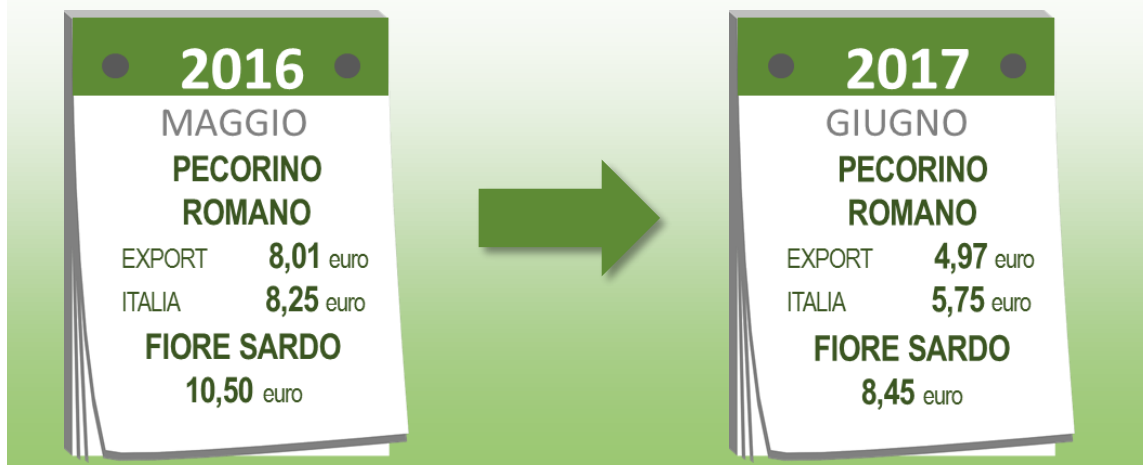 2016
MAGGIO
PECORINO
ROMANO
EXPORT 8,01 euro
ITALIA 8,25 euro
FIORE SARDO
10,50 euro
2017
GIUGNO
PECORINO
ROMANO
EXPORT 4,97 euro
ITALIA 5,75 euro
FIORE SARDO
8,45 euro